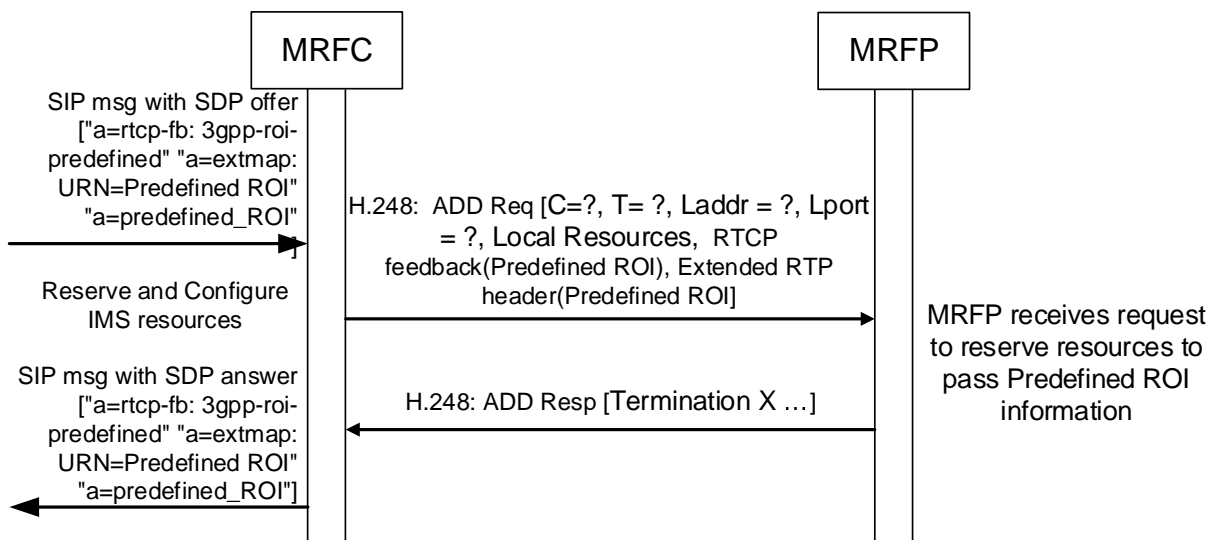 MRFC
MRFP
SIP msg with SDP offer
["a=rtcp-fb: 3gpp-roi-
predefined" "a=extmap:
URN=Predefined ROI"
"a=predefined_ROI"
]
H.248:  ADD Req [C=?, T= ?, Laddr = ?, Lport
= ?, Local Resources,  RTCP
feedback(Predefined ROI), Extended RTP
header(Predefined ROI]
Reserve and Configure
IMS resources
MRFP receives request
to reserve resources to
pass Predefined ROI
information
SIP msg with SDP answer
["a=rtcp-fb: 3gpp-roi-
predefined" "a=extmap:
URN=Predefined ROI"
"a=predefined_ROI"]
H.248: ADD Resp [Termination X …]